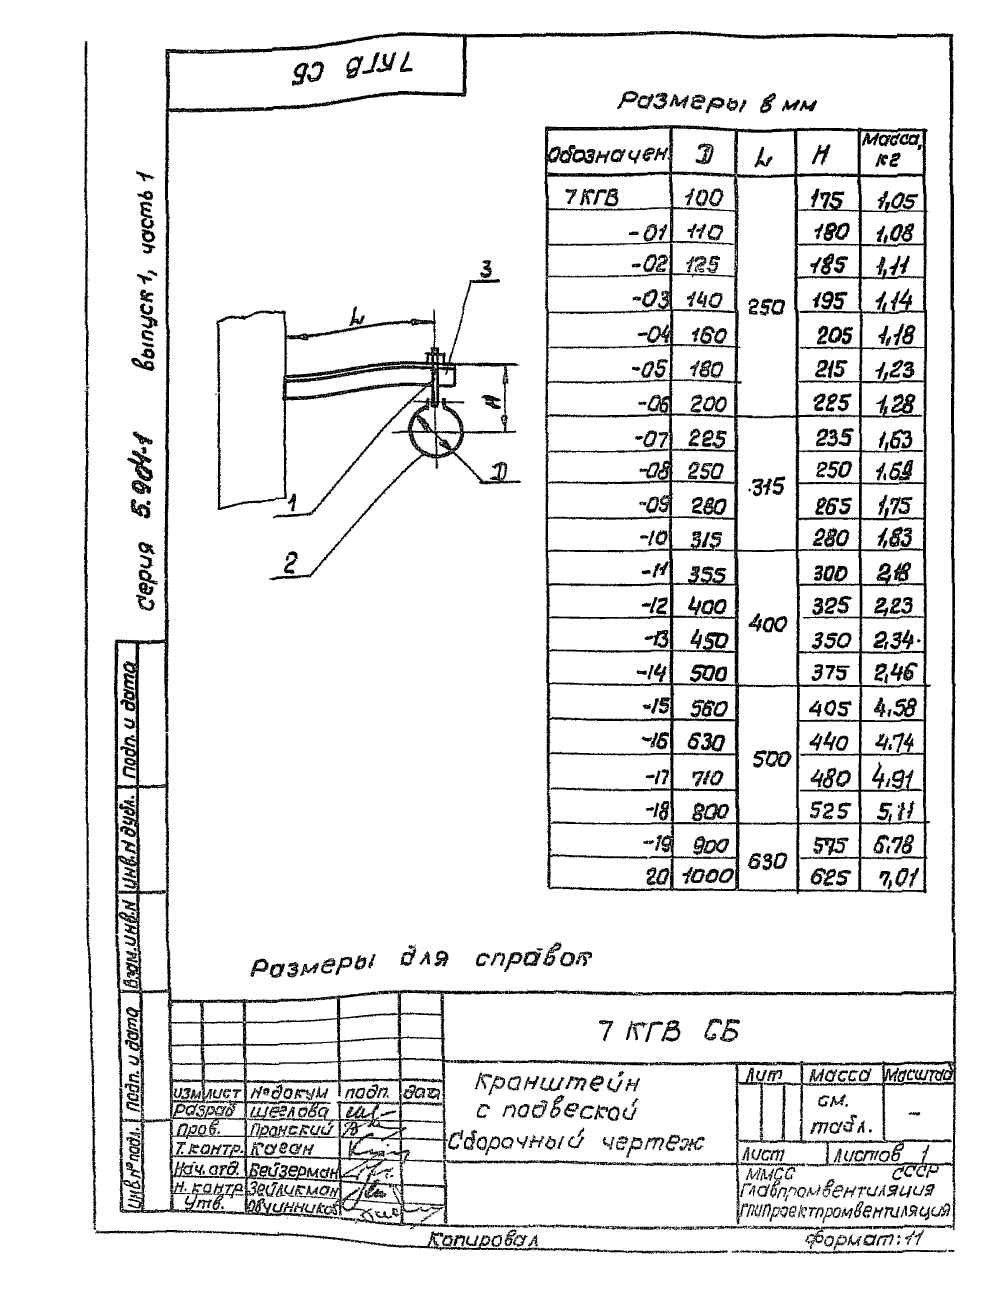 7КГВ СБ
Размеры в мм
Обозначен. D L H Масса, кг
7КГВ 100 250 175 1,05
-01 110 180 1,08
-02 125 185 1,11
-03 140 195 1,14
-04 160 205 1,18
-05 180 215 1,23
-06 200 225 1,28
-07 225 315 235 1,63
-08 250 250 1,69
-09 280 265 1,75
-10 315 280 1,83
-11 355 400 300 2,18
-12 400 325 2,23
-13 450 350 2,34
-14 500 375 2,46
-15 560 500 405 4,58
-16 630 440 4,74
-17 710 480 4,91
-18 800 525 5,11
-19 900 630 575 6,78
20 1000 625 7,01
L
3
H
D
1
2
Серия 5.904-1 выпуск 1, часть 1
Размеры для справок
Подп. и дата
Инв.N дубл.
Взам.инв.N
Подп. и дата
Инв.№ подл.
7 КГВ СБ
Кранштейн
с подвеской
Сборочный чертеж
Лит Масса Масштаб
см.
табл. –
Лист Листов 1
ММСС СССР
Главпромвентиляция
ГПИПроектпромвентиляция
изм лист №докум подп. дата
Разраб Шеглова
Пров. Пранский
Т.контр. Каган
Нач.отд. Бейзерман
Н.контр Зейликман
Утв. Овчинников
Копировал Формат:11